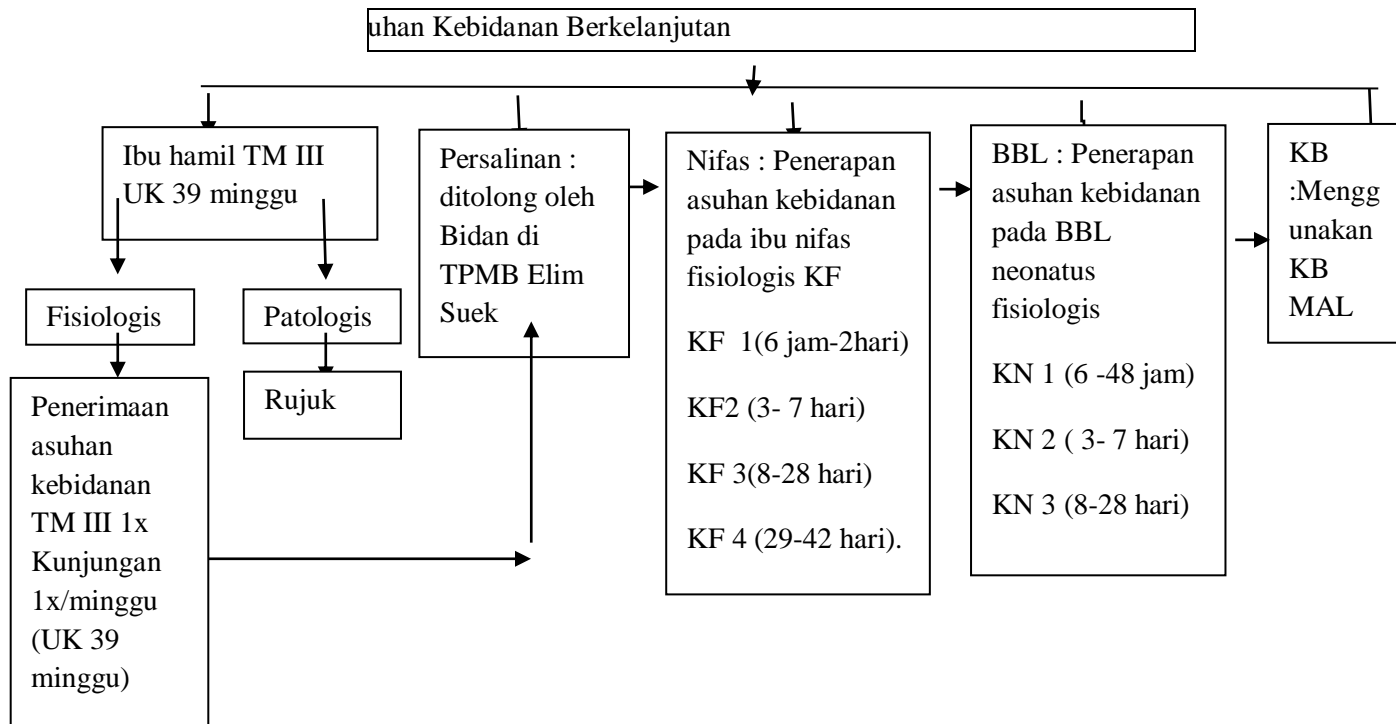 uhan Kebidanan Berkelanjutan
Ibu hamil TM III
UK 39 minggu
Fisiologis
Patologis
Penerimaan
asuhan
kebidanan
TM III 1x
Kunjungan
1x/minggu
(UK 39
minggu)
Rujuk
Persalinan :
ditolong oleh
Bidan di
TPMB Elim
Suek
Nifas : Penerapan
asuhan kebidanan
pada ibu nifas
fisiologis KF
KF 1(6 jam-2hari)
KF2 (3- 7 hari)
KF 3(8-28 hari)
KF 4 (29-42 hari).
BBL : Penerapan
asuhan kebidanan
pada BBL
neonatus
fisiologis
KN 1 (6 -48 jam)
KN 2 ( 3- 7 hari)
KN 3 (8-28 hari)
KB
:Mengg
unakan
KB
MAL